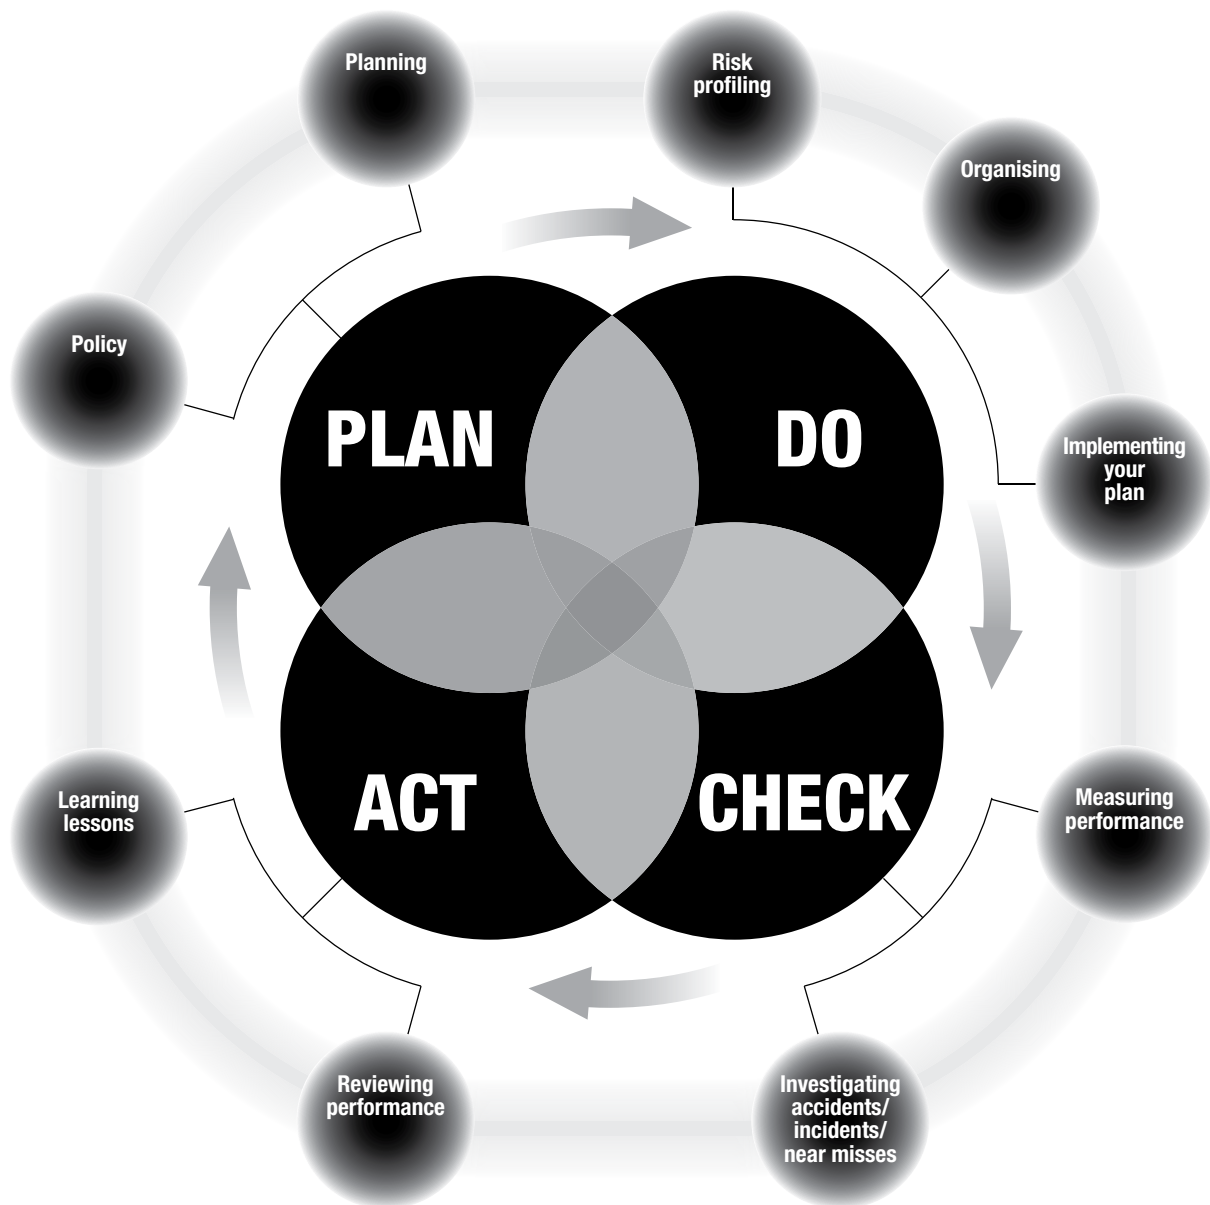 Planning
Risk
profiling
Organising
Policy
PLAN
DO
Implementing
your
plan
Learning
lessons
ACT
CHECK
Measuring
performance
Reviewing
performance
Investigating
accidents/
incidents/
near misses